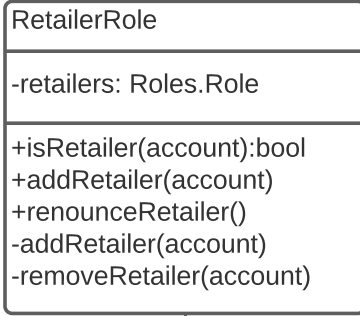 RetailerRole
-retailers: Roles.Role
+isRetailer(account):bool
+addRetailer(account)
+renounceRetailer()
-addRetailer(account)
-removeRetailer(account)